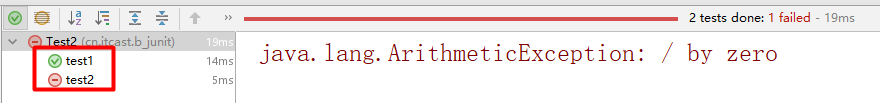 2 tests done: 1 failed - 19ms
Test2 (cn.itcast.b_junit) 19ms
test1 14ms
test2 5ms
java.lang.ArithmeticException: / by zero